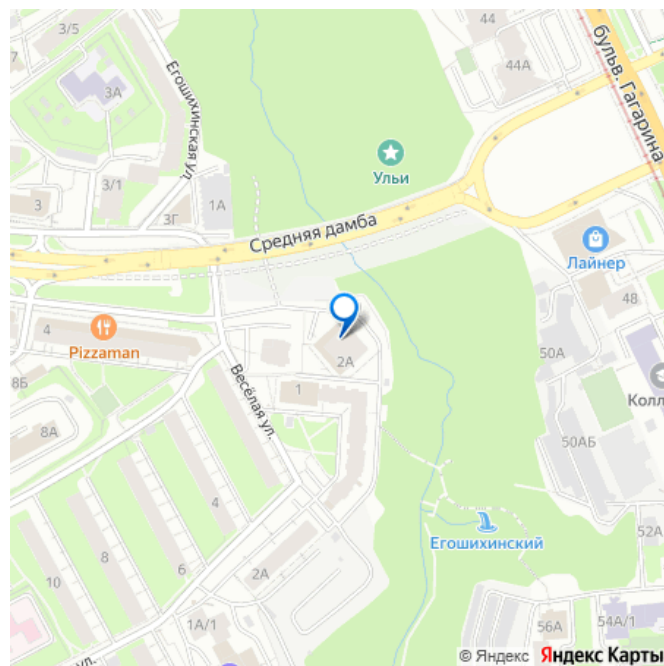 3/5
44
7
44А
бульв. Гагарина
3А
Егошихинская ул.
Ульи
3/1
3
3Г
1А
Средняя дамба
Лайнер
48
4
Pizzaman
2А
50А
8Б
1
Колл
Весёлая ул.
8А
50АБ
4
8
6
Егошихинский
52А
10
2А
1А/1
56А
54А/1
ул.
© Яндекс Яндекс Карты